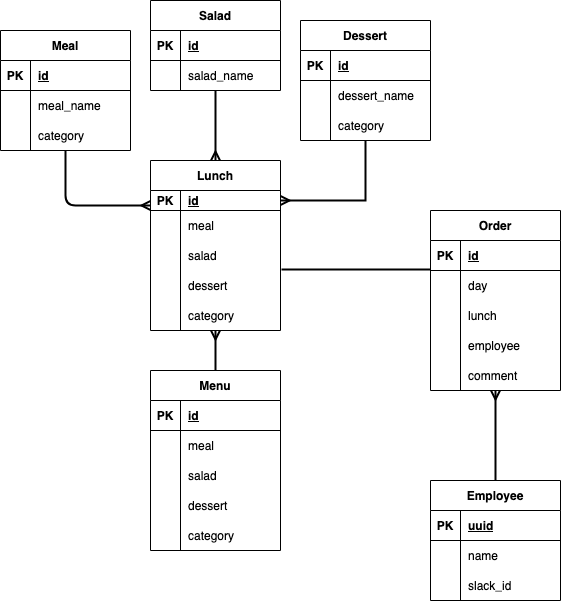 Meal
PK id
meal_name
category
Salad
PK id
salad_name
Dessert
PK id
dessert_name
category
Lunch
PK id
meal
salad
dessert
category
Order
PK id
day
lunch
employee
comment
Menu
PK id
meal
salad
dessert
category
Employee
PK uuid
name
slack_id